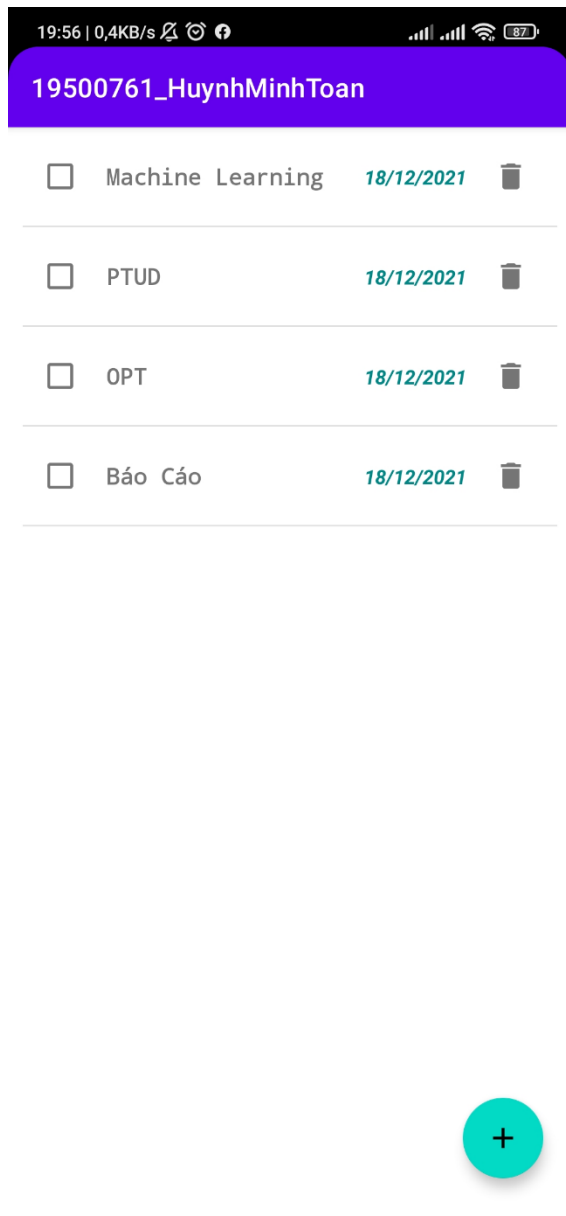 19:56 | 0,4KB/s 87
19500761_HuynhMinhToan
Machine Learning 18/12/2021
PTUD 18/12/2021
OPT 18/12/2021
Báo Cáo 18/12/2021
+